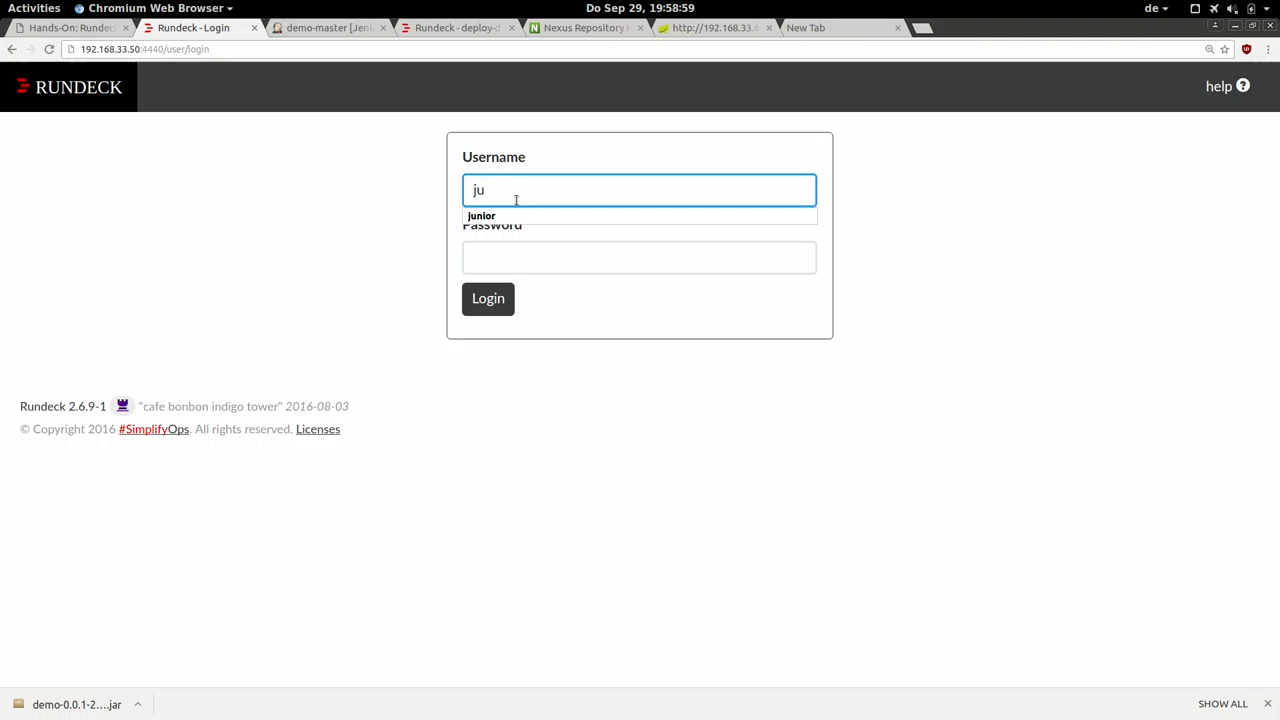 Activities Chromium Web Browser Do Sep 29, 19:58:59 de
Hands-On: Rundeck Rundeck - Login demo-master [Jenk Rundeck - deploy-d Nexus Repository M http://192.168.33.6 New Tab
192.168.33.50:4440/user/login
RUNDECK
help
Username
ju
junior
Password
Login
Rundeck 2.6.9-1 "cafe bonbon indigo tower" 2016-08-03
© Copyright 2016 #SimplifyOps. All rights reserved. Licenses
demo-0.0.1-2....jar
SHOW ALL